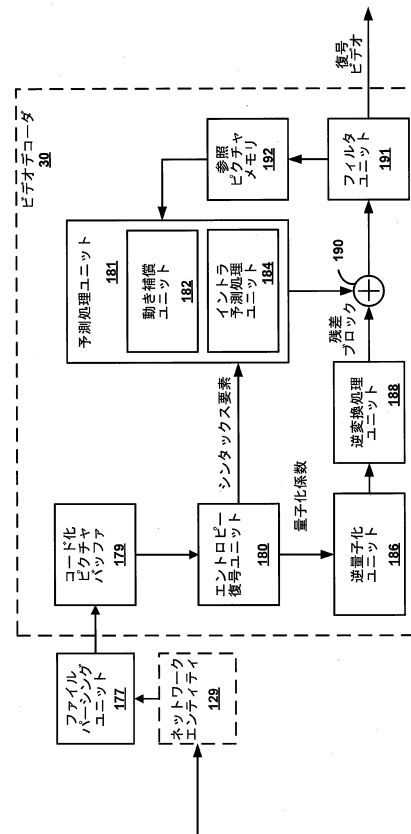 ビデオデコーダ
30
ネットワーク
エンティティ
129
ファイル
パーシング
ユニット
177
コード化
ピクチャ
バッファ
179
エントロピー
復号ユニット
180
シンタックス要素
量子化係数
予測処理ユニット
181
動き補償
ユニット
182
イントラ
予測処理
ユニット
184
逆量子化
ユニット
186
逆変換処理
ユニット
188
残差
ブロック
190
フィルタ
ユニット
191
参照
ピクチャ
メモリ
192
復号
ビデオ